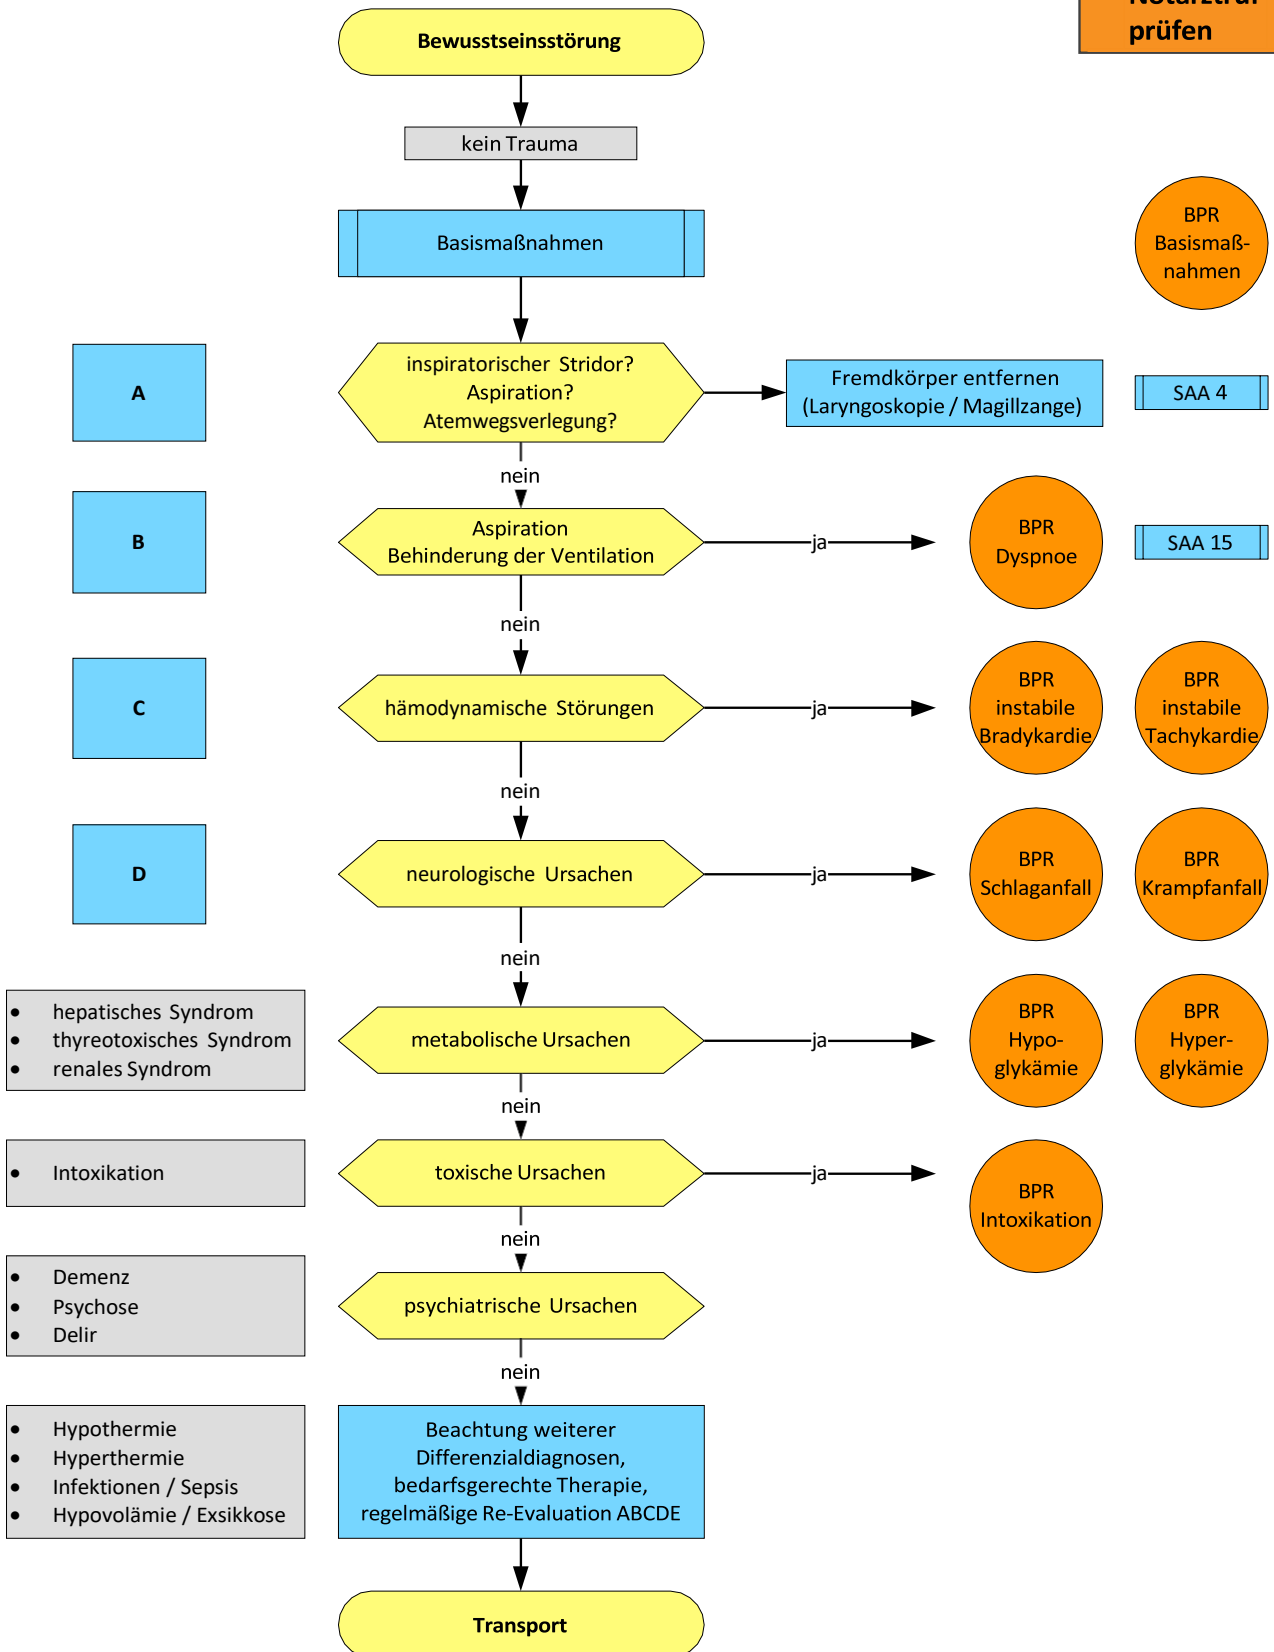 Bewusstseinsstörung
prüfen
kein Trauma
Basismaßnahmen
BPR
Basismaß-
nahmen
A
inspiratorischer Stridor?
Aspiration?
Atemwegsverlegung?
Fremdkörper entfernen
(Laryngoskopie / Magillzange)
SAA 4
nein
B
Aspiration
Behinderung der Ventilation
ja
BPR
Dyspnoe
SAA 15
nein
C
hämodynamische Störungen
ja
BPR
instabile
Bradykardie
BPR
instabile
Tachykardie
nein
D
neurologische Ursachen
ja
BPR
Schlaganfall
BPR
Krampfanfall
nein
• hepatisches Syndrom
• thyreotoxisches Syndrom
• renales Syndrom
metabolische Ursachen
ja
BPR
Hypo-
glykämie
BPR
Hyper-
glykämie
nein
• Intoxikation
toxische Ursachen
ja
BPR
Intoxikation
nein
• Demenz
• Psychose
• Delir
psychiatrische Ursachen
nein
• Hypothermie
• Hyperthermie
• Infektionen / Sepsis
• Hypovolämie / Exsikkose
Beachtung weiterer
Differenzialdiagnosen,
bedarfsgerechte Therapie,
regelmäßige Re-Evaluation ABCDE
Transport